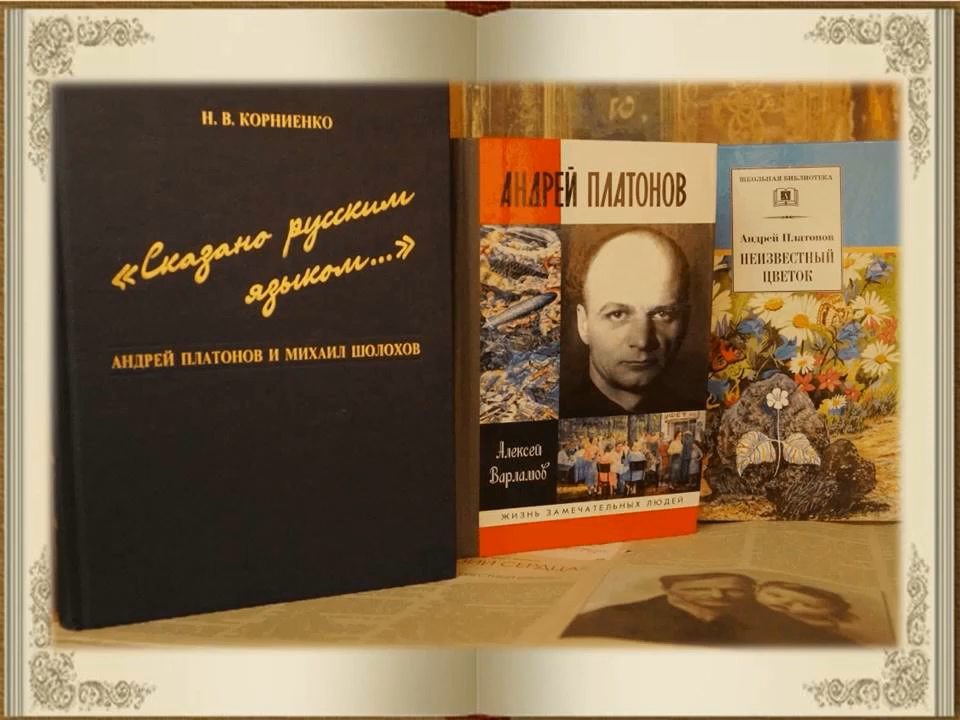 Н. В. КОРНИЕНКО
«Сказано русским
языком...»
АНДРЕЙ ПЛАТОНОВ И МИХАИЛ ШОЛОХОВ
АНДРЕЙ ПЛАТОНОВ
Алексей
Варламов
ЖИЗНЬ ЗАМЕЧАТЕЛЬНЫХ ЛЮДЕЙ
ШКОЛЬНАЯ БИБЛИОТЕКА
Андрей Платонов
НЕИЗВЕСТНЫЙ
ЦВЕТОК
СЕРДЦА»